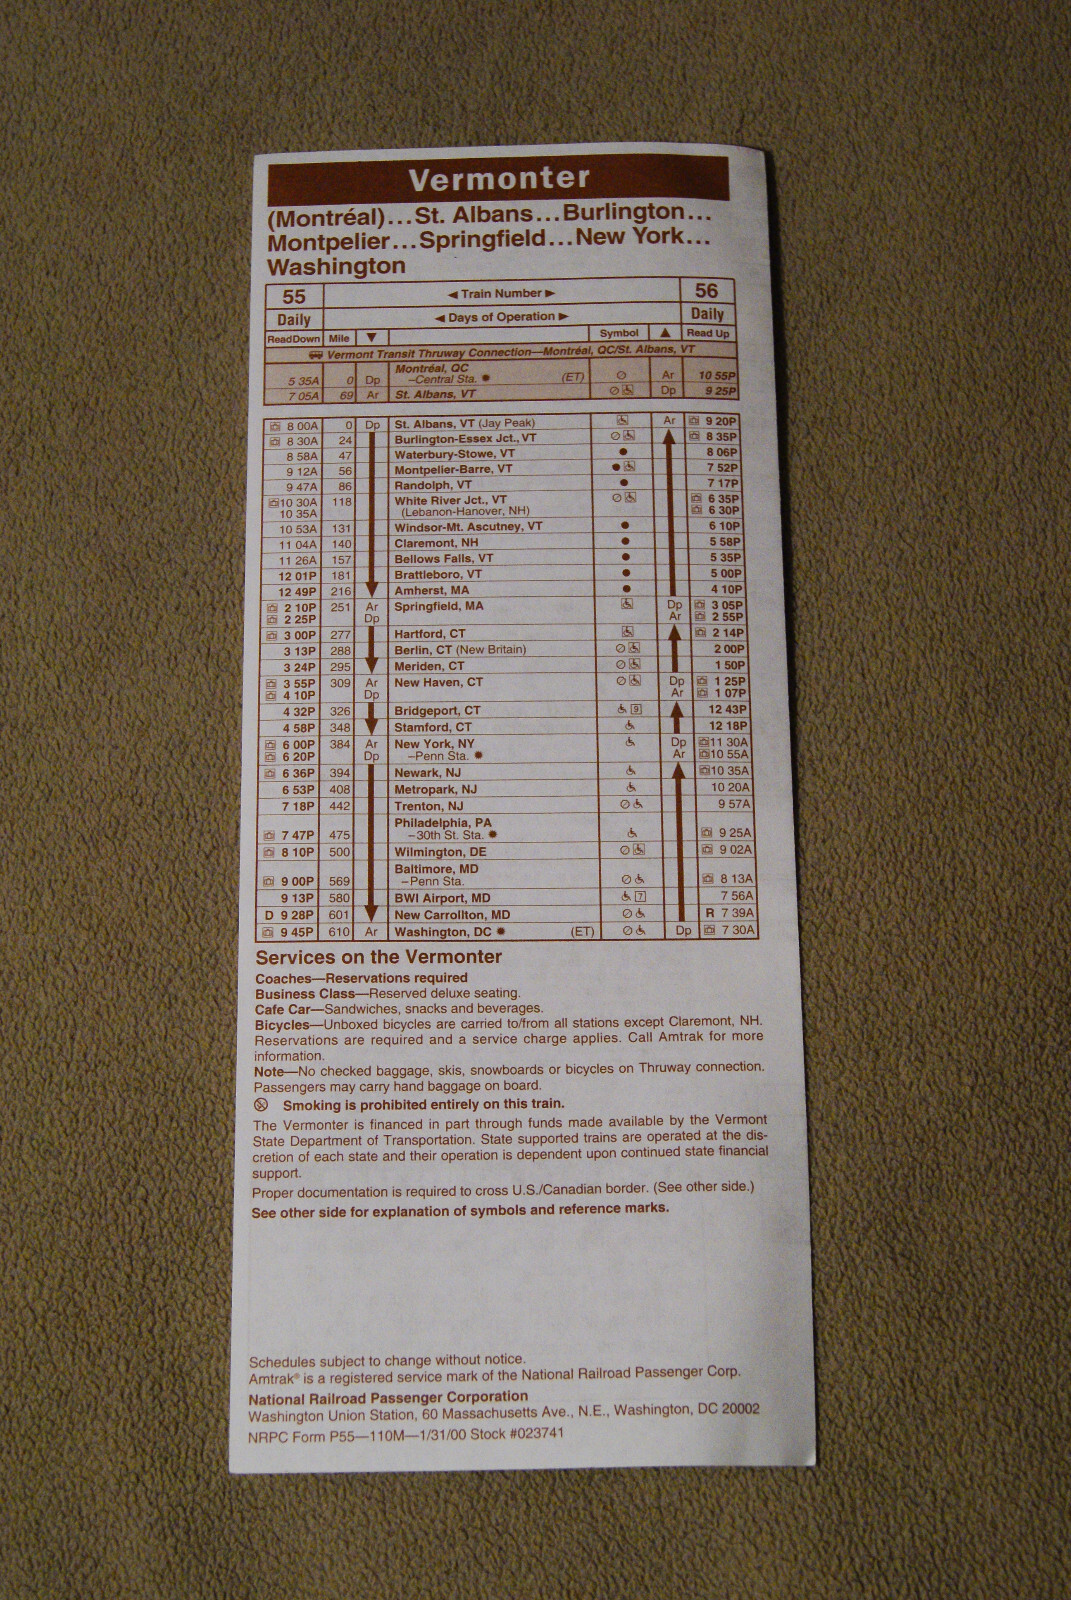 Vermonter
(Montréal)...St. Albans...Burlington...
Montpelier...Springfield...New York...
Washington
55 ◄ Train Number ► 56
Daily ◄ Days of Operation ► Daily
Read Down Mile ▼ Symbol ▲ Read Up
Vermont Transit Thruway Connection—Montréal, QC/St. Albans, VT
Montréal, QC
5 35A 0 Dp –Central Sta. (ET) Ar 10 55P
7 05A 69 Ar St. Albans, VT Dp 9 25P
8 00A 0 Dp St. Albans, VT (Jay Peak) Ar 9 20P
8 30A 24 Burlington-Essex Jct., VT 8 35P
8 58A 47 Waterbury-Stowe, VT ● 8 06P
9 12A 56 Montpelier-Barre, VT ● 7 52P
9 47A 86 Randolph, VT ● 7 17P
10 30A 118 White River Jct., VT 6 35P
10 35A (Lebanon-Hanover, NH) 6 30P
10 53A 131 Windsor-Mt. Ascutney, VT ● 6 10P
11 04A 140 Claremont, NH ● 5 58P
11 26A 157 Bellows Falls, VT ● 5 35P
12 01P 181 Brattleboro, VT ● 5 00P
12 49P 216 Amherst, MA ● 4 10P
2 10P 251 Ar Springfield, MA Dp 3 05P
2 25P Dp Ar 2 55P
3 00P 277 Hartford, CT 2 14P
3 13P 288 Berlin, CT (New Britain) 2 00P
3 24P 295 Meriden, CT 1 50P
3 55P 309 Ar New Haven, CT Dp 1 25P
4 10P Dp Ar 1 07P
4 32P 326 Bridgeport, CT 9 12 43P
4 58P 348 Stamford, CT 12 18P
6 00P 384 Ar New York, NY Dp 11 30A
6 20P Dp –Penn Sta. Ar 10 55A
6 36P 394 Newark, NJ 10 35A
6 53P 408 Metropark, NJ 10 20A
7 18P 442 Trenton, NJ 9 57A
Philadelphia, PA
7 47P 475 –30th St. Sta. 9 25A
8 10P 500 Wilmington, DE 9 02A
Baltimore, MD
9 00P 569 –Penn Sta. 8 13A
9 13P 580 BWI Airport, MD 7 7 56A
D 9 28P 601 New Carrollton, MD R 7 39A
9 45P 610 Ar Washington, DC (ET) Dp 7 30A
Services on the Vermonter
Coaches—Reservations required
Business Class—Reserved deluxe seating.
Cafe Car—Sandwiches, snacks and beverages.
Bicycles—Unboxed bicycles are carried to/from all stations except Claremont, NH.
Reservations are required and a service charge applies. Call Amtrak for more
information.
Note—No checked baggage, skis, snowboards or bicycles on Thruway connection.
Passengers may carry hand baggage on board.
Smoking is prohibited entirely on this train.
The Vermonter is financed in part through funds made available by the Vermont
State Department of Transportation. State supported trains are operated at the dis-
cretion of each state and their operation is dependent upon continued state financial
support.
Proper documentation is required to cross U.S./Canadian border. (See other side.)
See other side for explanation of symbols and reference marks.
Schedules subject to change without notice.
Amtrak® is a registered service mark of the National Railroad Passenger Corp.
National Railroad Passenger Corporation
Washington Union Station, 60 Massachusetts Ave., N.E., Washington, DC 20002
NRPC Form P55—110M—1/31/00 Stock #023741